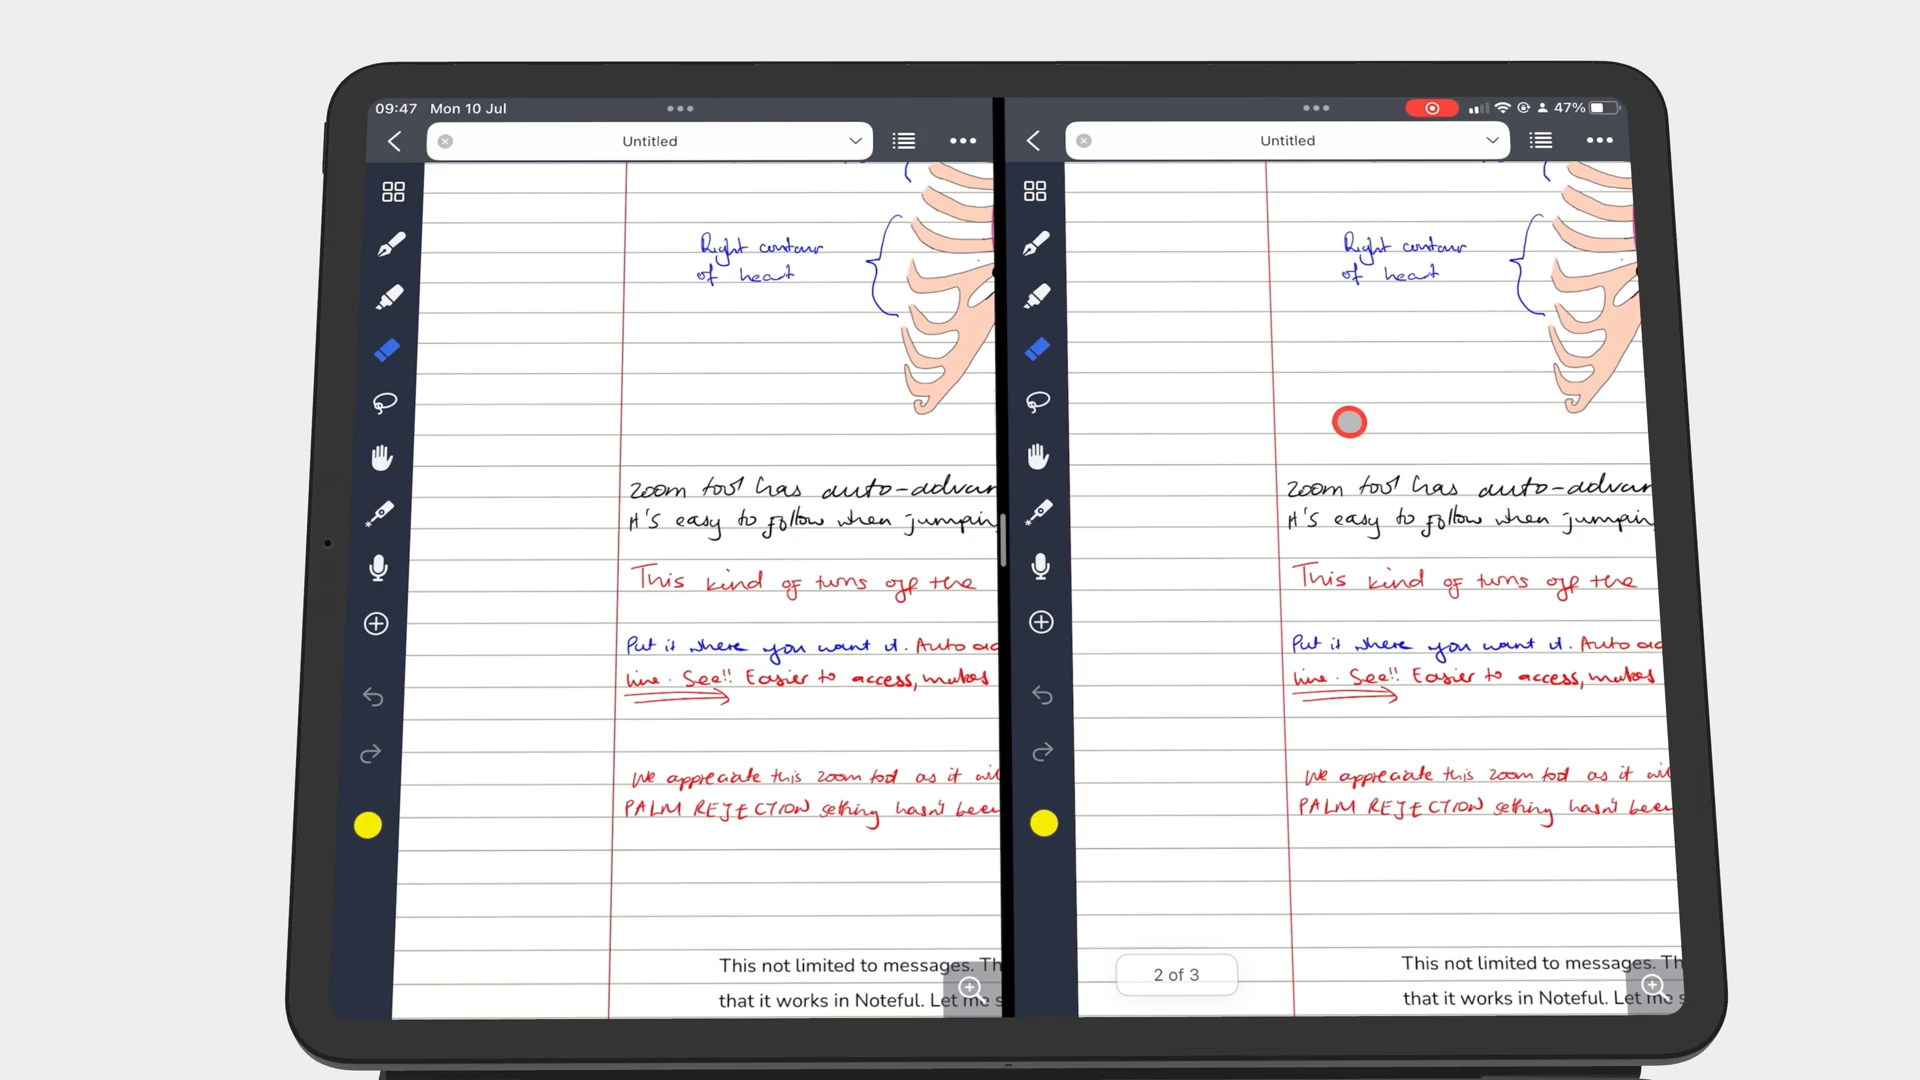 09:47 Mon 10 Jul
47%
Untitled
Right contour
of heart
zoom tool has auto-advan
It's easy to follow when jumpin
This kind of turns off the
Put it where you want it. Auto ad
line. See!! Easier to access, makes
We appreciate this zoom tool as it wil
PALM REJECTION setting hasn't been
This not limited to messages. Th
that it works in Noteful. Let me s
Untitled
Right contour
of heart
zoom tool has auto-advan
It's easy to follow when jumpin
This kind of turns off the
Put it where you want it. Auto ad
line. See!! Easier to access, makes
We appreciate this zoom tool as it wil
PALM REJECTION setting hasn't been
This not limited to messages. Th
that it works in Noteful. Let me s
2 of 3